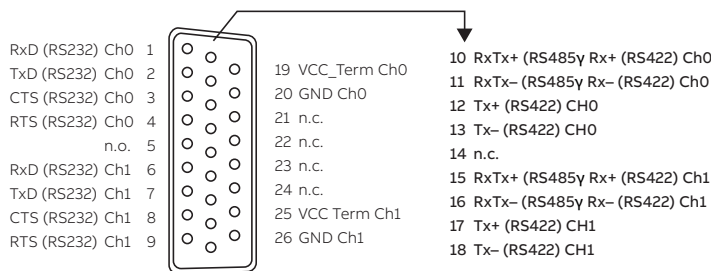 RxD (RS232) Ch0 1
TxD (RS232) Ch0 2
CTS (RS232) Ch0 3
RTS (RS232) Ch0 4
n.o. 5
RxD (RS232) Ch1 6
TxD (RS232) Ch1 7
CTS (RS232) Ch1 8
RTS (RS232) Ch1 9
19 VCC_Term Ch0
20 GND Ch0
21 n.c.
22 n.c.
23 n.c.
24 n.c.
25 VCC Term Ch1
26 GND Ch1
10 RxTx+ (RS485γ Rx+ (RS422) Ch0
11 RxTx− (RS485γ Rx− (RS422) Ch0
12 Tx+ (RS422) CH0
13 Tx− (RS422) CH0
14 n.c.
15 RxTx+ (RS485γ Rx+ (RS422) Ch1
16 RxTx− (RS485γ Rx− (RS422) Ch1
17 Tx+ (RS422) CH1
18 Tx− (RS422) CH1